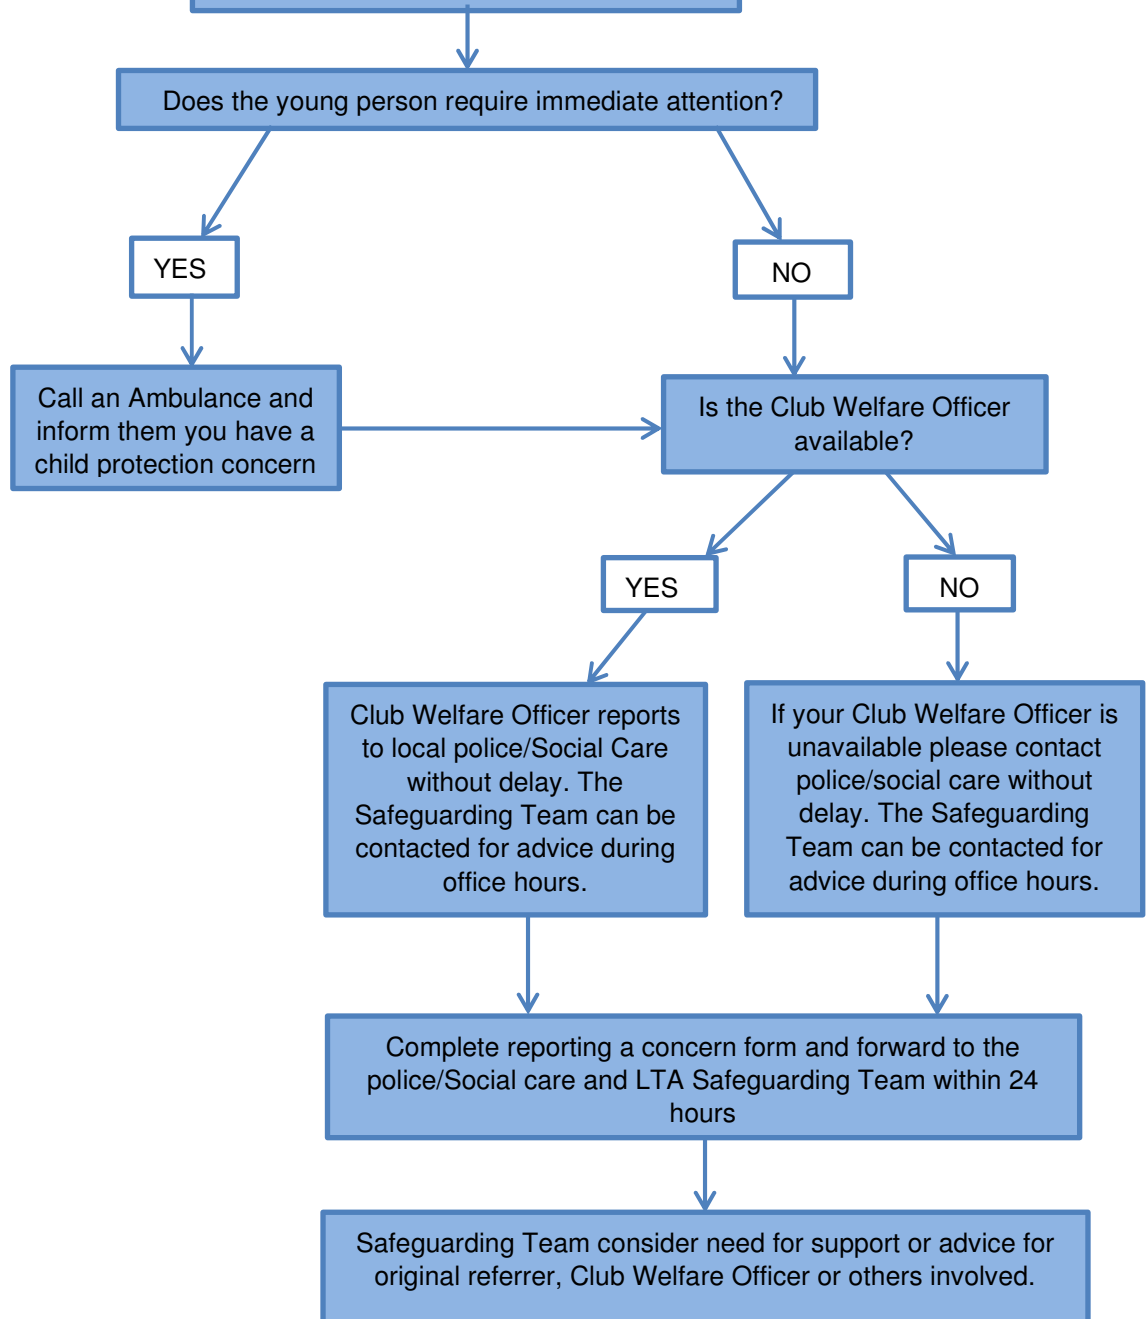 Does the young person require immediate attention?
YES
NO
Call an Ambulance and
inform them you have a
child protection concern
Is the Club Welfare Officer
available?
YES
NO
Club Welfare Officer reports
to local police/Social Care
without delay. The
Safeguarding Team can be
contacted for advice during
office hours.
If your Club Welfare Officer is
unavailable please contact
police/social care without
delay. The Safeguarding
Team can be contacted for
advice during office hours.
Complete reporting a concern form and forward to the
police/Social care and LTA Safeguarding Team within 24
hours
Safeguarding Team consider need for support or advice for
original referrer, Club Welfare Officer or others involved.